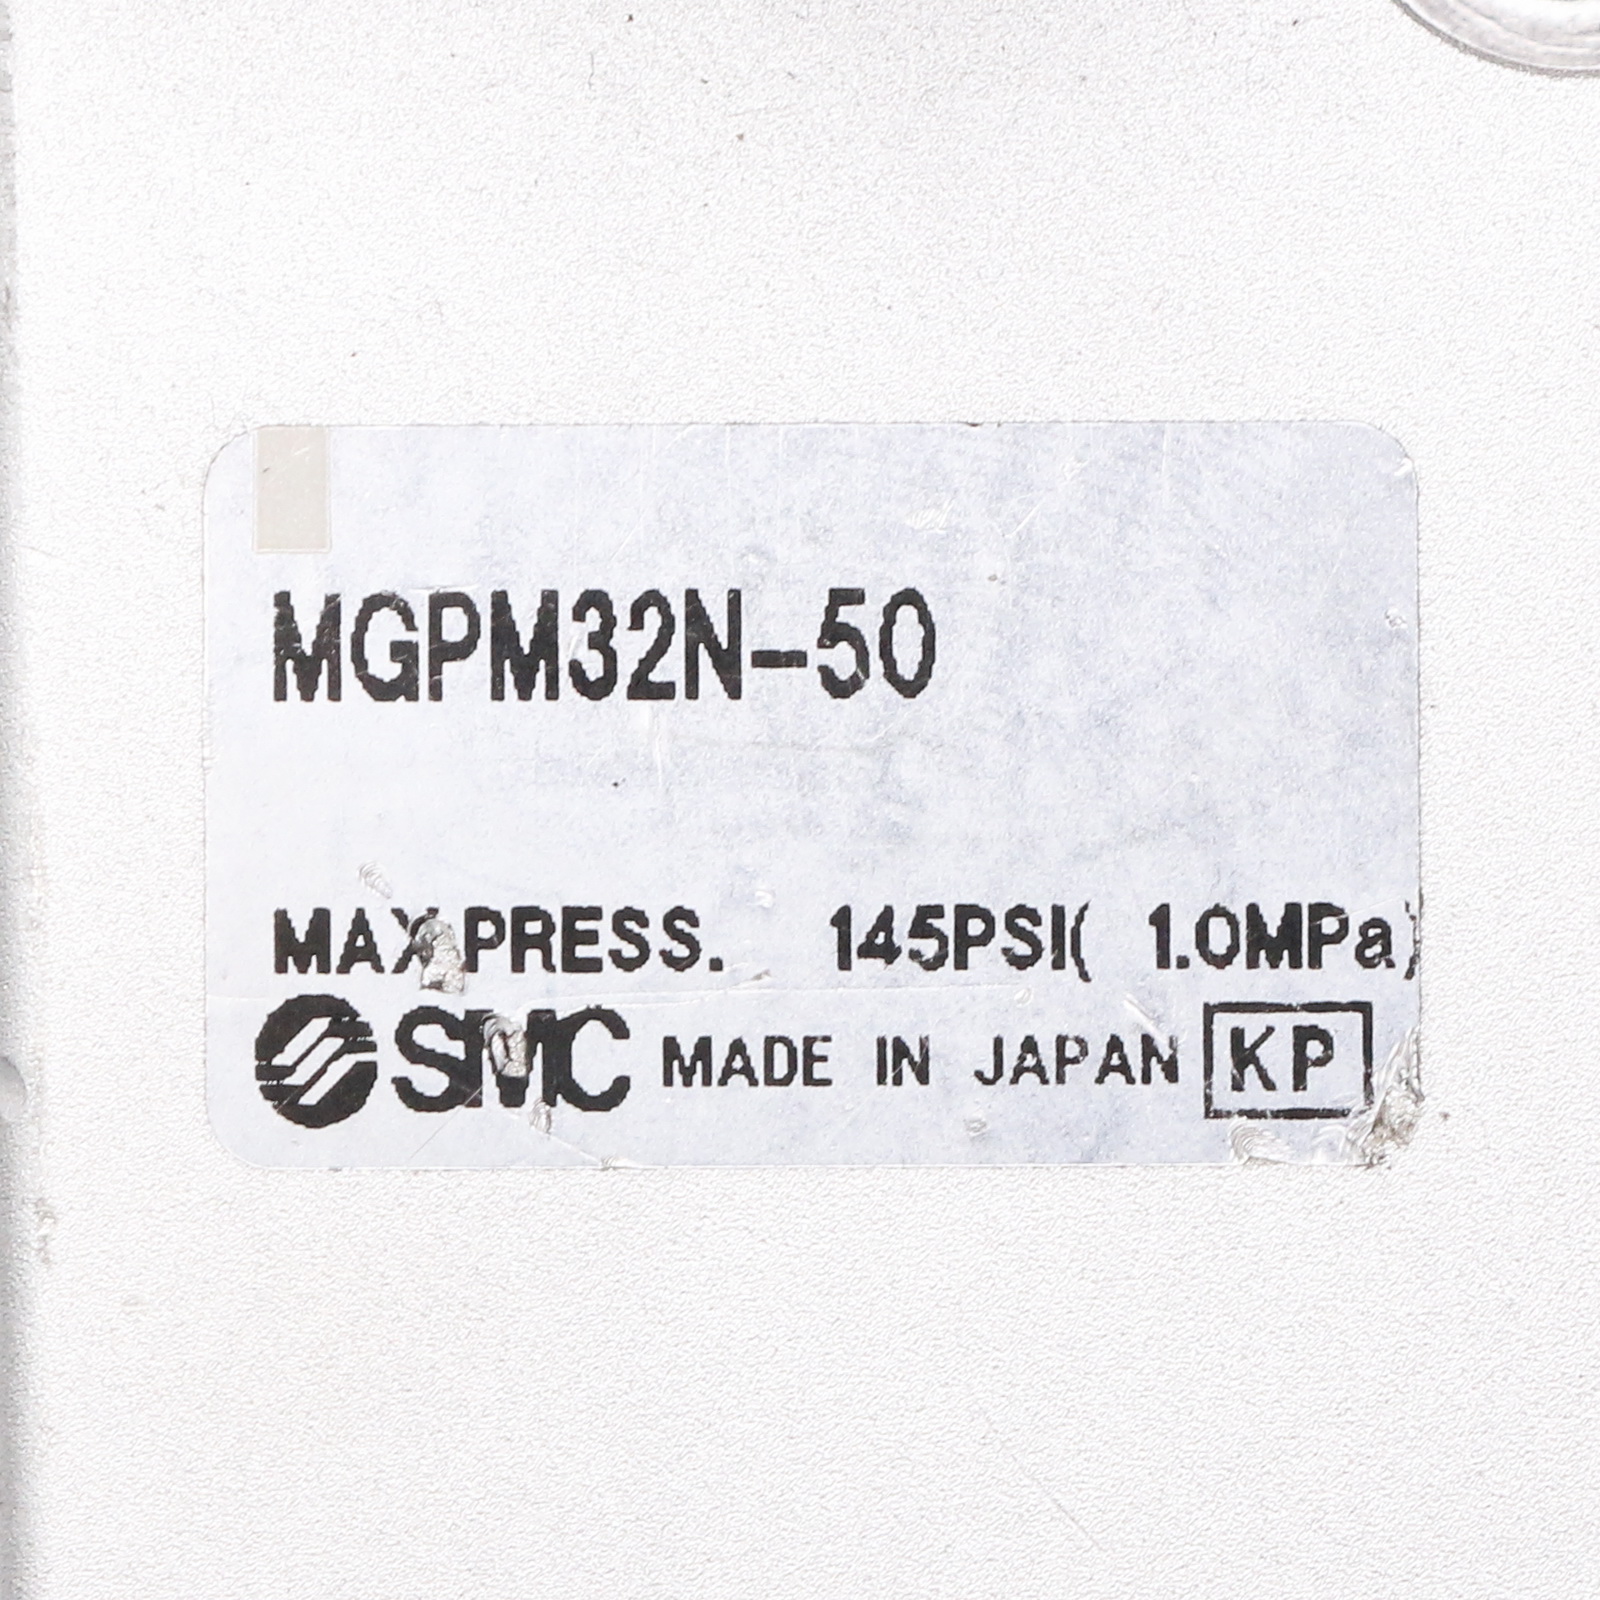 MGPM32N-50
MAX PRESS. 145PSI( 1.0MPa)
SMC MADE IN JAPAN KP